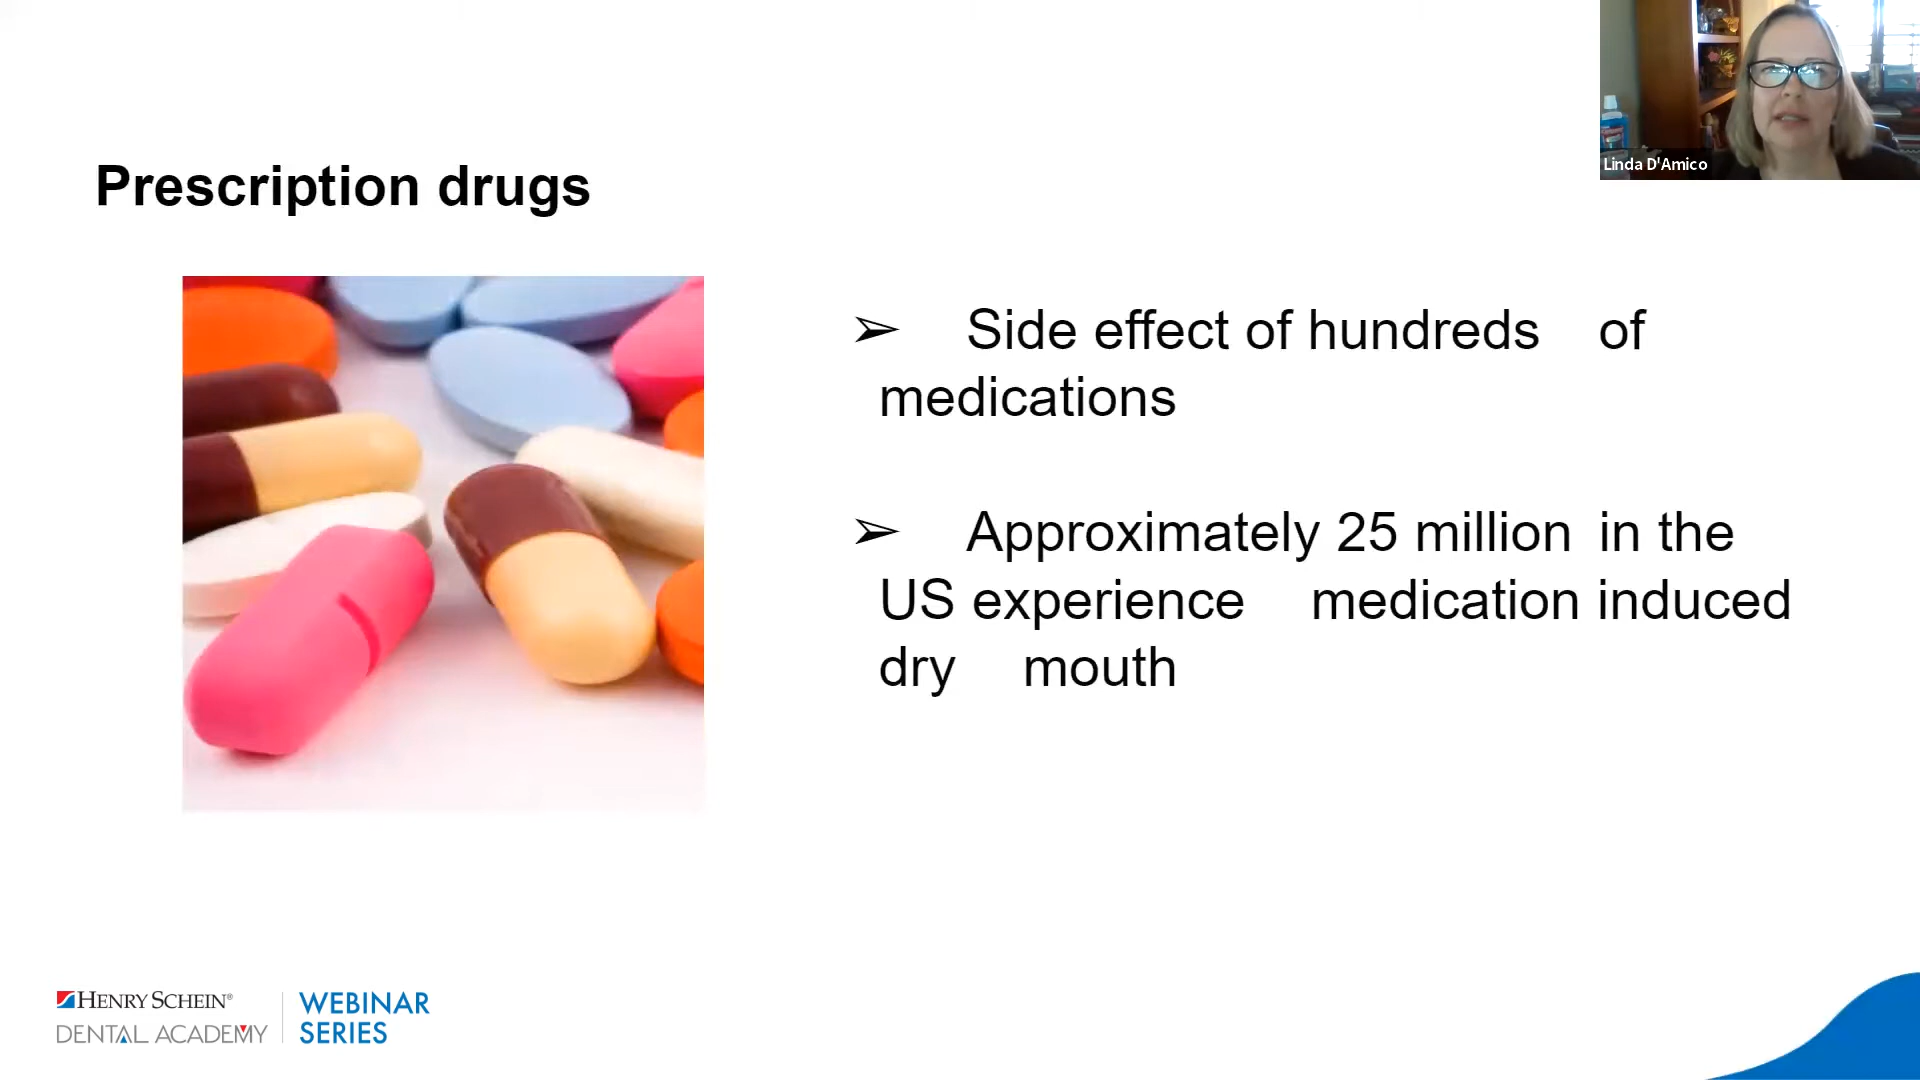 Linda D'Amico
Prescription drugs
➢ Side effect of hundreds of
medications
➢ Approximately 25 million in the
US experience medication induced
dry mouth
HENRY SCHEIN®
DENTAL ACADEMY
WEBINAR
SERIES